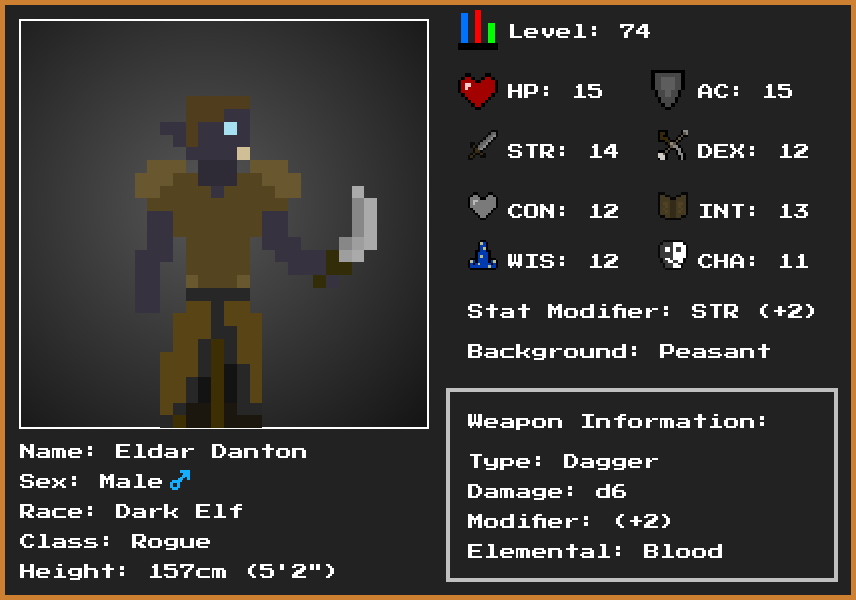 Level: 74
HP: 15
AC: 15
STR: 14
DEX: 12
CON: 12
INT: 13
WIS: 12
CHA: 11
Stat Modifier: STR (+2)
Background: Peasant
Weapon Information:
Type: Dagger
Damage: d6
Modifier: (+2)
Elemental: Blood
Name: Eldar Danton
Sex: Male♂
Race: Dark Elf
Class: Rogue
Height: 157cm (5'2")